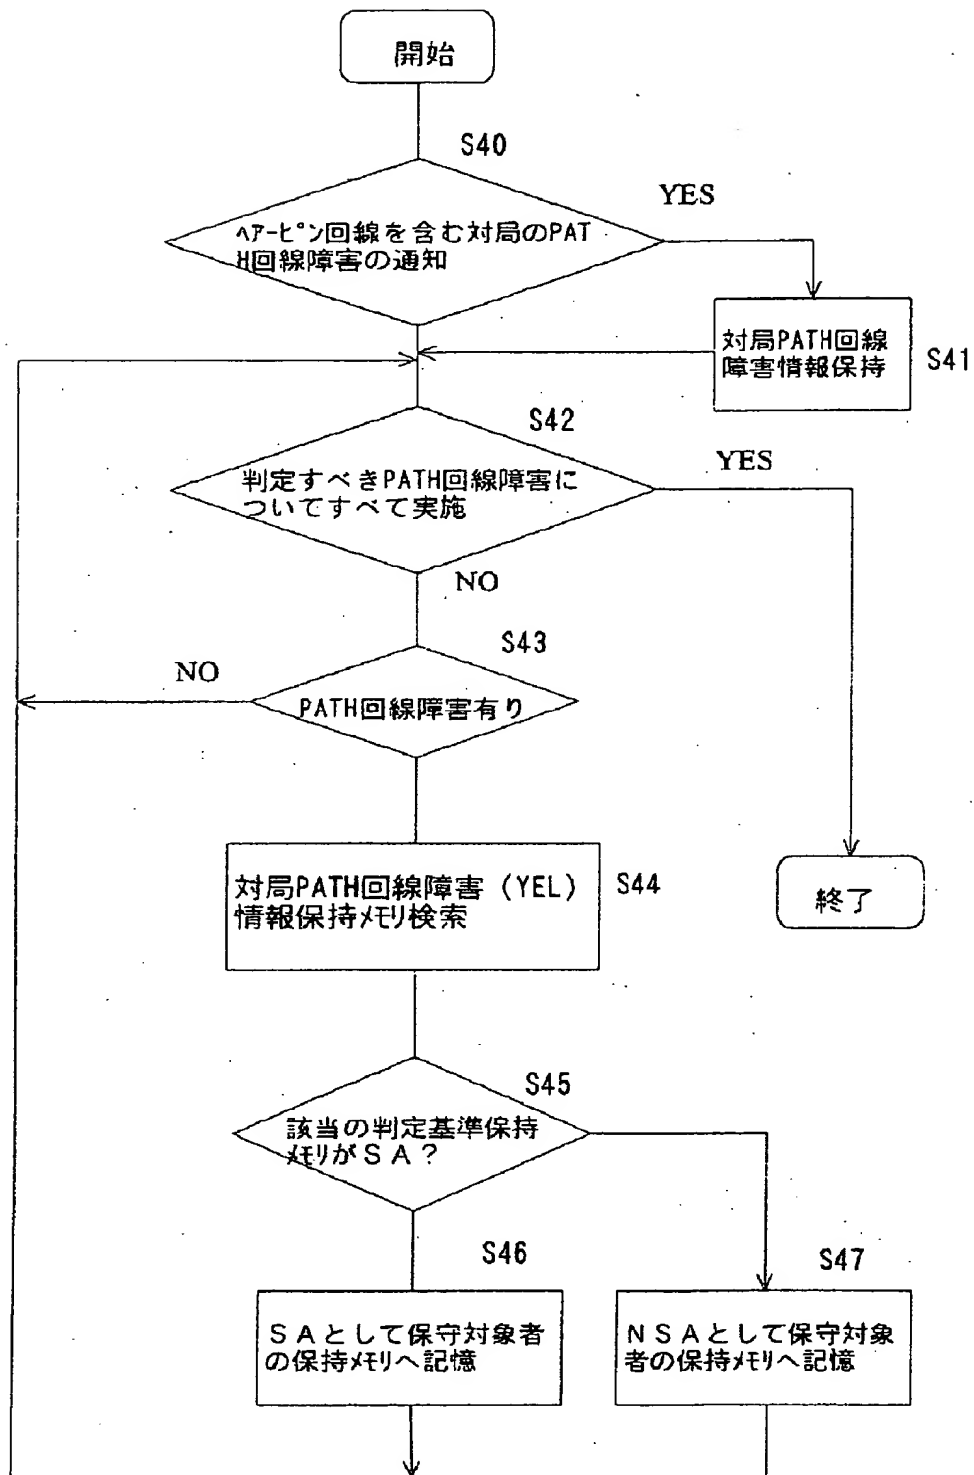 開始
S40
YES
ヘアーピン回線を含む対局のPAT
H回線障害の通知
対局PATH回線
障害情報保持
S41
S42
YES
判定すべきPATH回線障害に
ついてすべて実施
NO
S43
NO
PATH回線障害有り
対局PATH回線障害（YEL）
情報保持メモリ検索
S44
終了
S45
該当の判定基準保持
メモリがＳＡ？
S46
S47
ＳＡとして保守対象者
の保持メモリへ記憶
ＮＳＡとして保守対象
者の保持メモリへ記憶